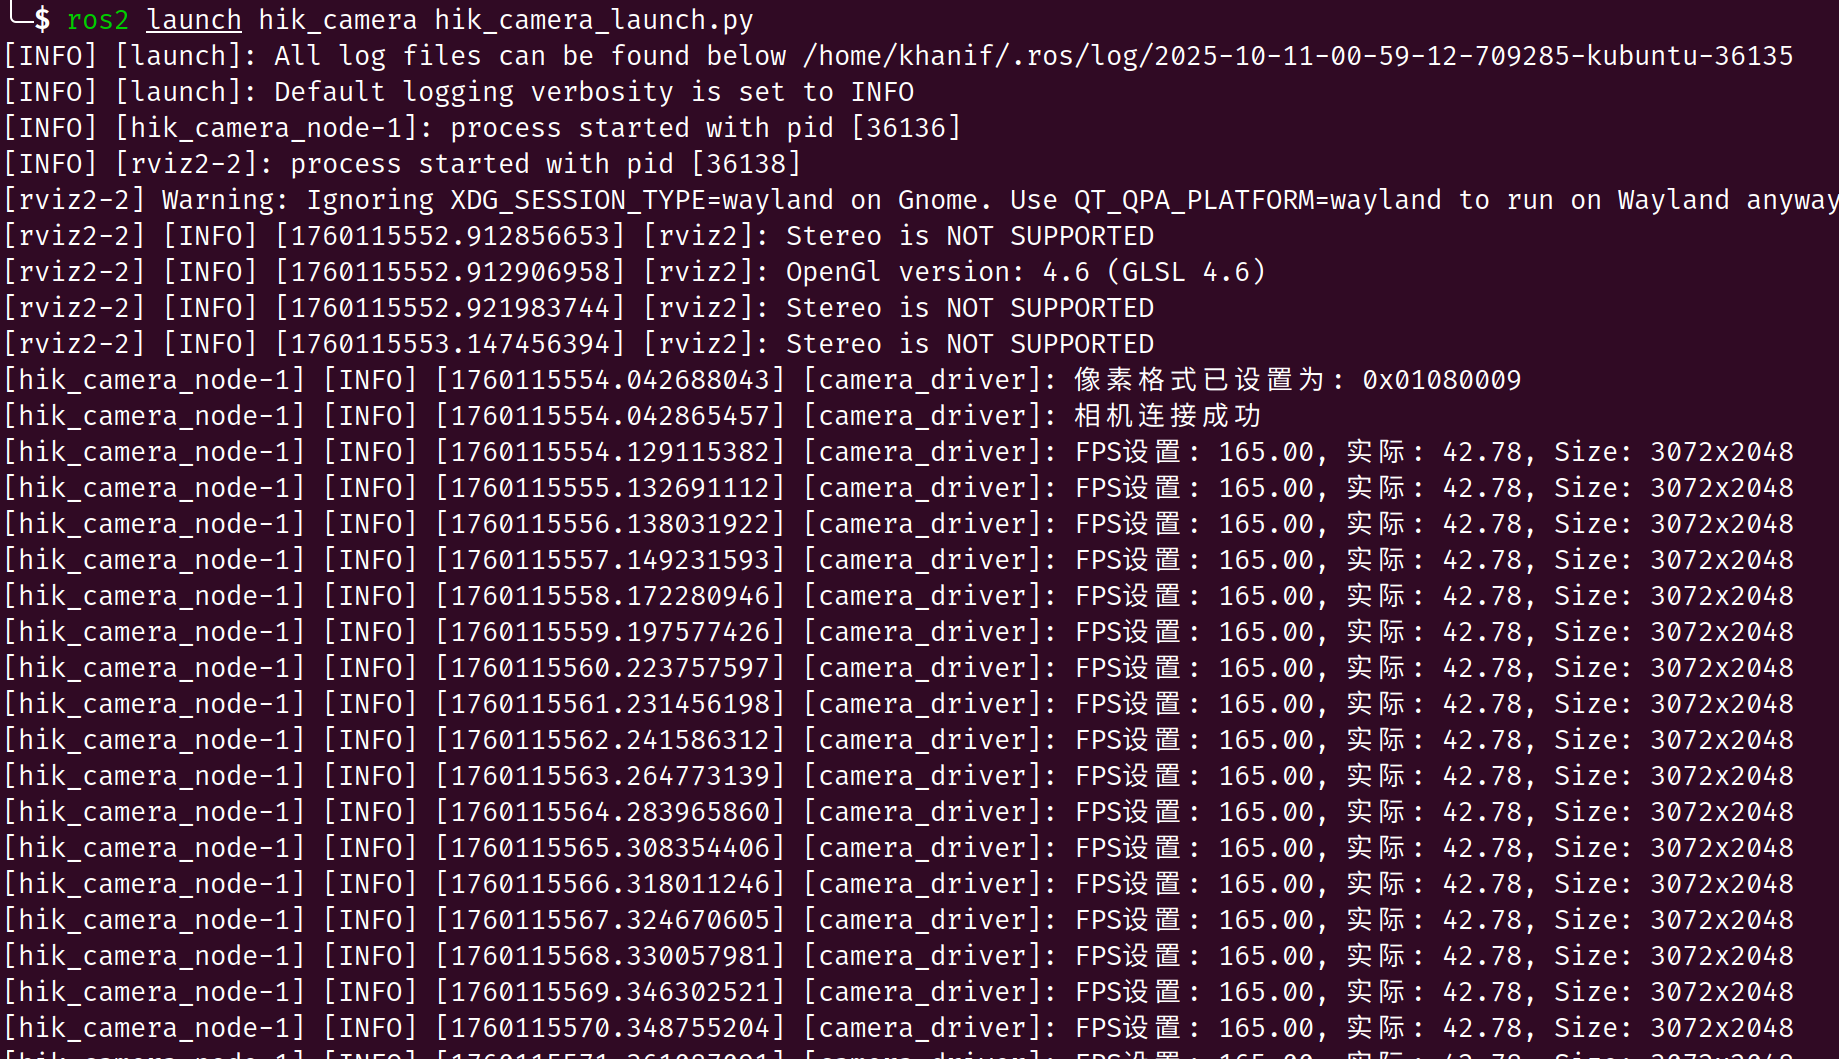 $ ros2 launch hik_camera hik_camera_launch.py
[INFO] [launch]: All log files can be found below /home/khanif/.ros/log/2025-10-11-00-59-12-709285-kubuntu-36135
[INFO] [launch]: Default logging verbosity is set to INFO
[INFO] [hik_camera_node-1]: process started with pid [36136]
[INFO] [rviz2-2]: process started with pid [36138]
[rviz2-2] Warning: Ignoring XDG_SESSION_TYPE=wayland on Gnome. Use QT_QPA_PLATFORM=wayland to run on Wayland anyway
[rviz2-2] [INFO] [1760115552.912856653] [rviz2]: Stereo is NOT SUPPORTED
[rviz2-2] [INFO] [1760115552.912906958] [rviz2]: OpenGl version: 4.6 (GLSL 4.6)
[rviz2-2] [INFO] [1760115552.921983744] [rviz2]: Stereo is NOT SUPPORTED
[rviz2-2] [INFO] [1760115553.147456394] [rviz2]: Stereo is NOT SUPPORTED
[hik_camera_node-1] [INFO] [1760115554.042688043] [camera_driver]: 像素格式已设置为: 0x01080009
[hik_camera_node-1] [INFO] [1760115554.042865457] [camera_driver]: 相机连接成功
[hik_camera_node-1] [INFO] [1760115554.129115382] [camera_driver]: FPS设置: 165.00, 实际: 42.78, Size: 3072x2048
[hik_camera_node-1] [INFO] [1760115555.132691112] [camera_driver]: FPS设置: 165.00, 实际: 42.78, Size: 3072x2048
[hik_camera_node-1] [INFO] [1760115556.138031922] [camera_driver]: FPS设置: 165.00, 实际: 42.78, Size: 3072x2048
[hik_camera_node-1] [INFO] [1760115557.149231593] [camera_driver]: FPS设置: 165.00, 实际: 42.78, Size: 3072x2048
[hik_camera_node-1] [INFO] [1760115558.172280946] [camera_driver]: FPS设置: 165.00, 实际: 42.78, Size: 3072x2048
[hik_camera_node-1] [INFO] [1760115559.197577426] [camera_driver]: FPS设置: 165.00, 实际: 42.78, Size: 3072x2048
[hik_camera_node-1] [INFO] [1760115560.223757597] [camera_driver]: FPS设置: 165.00, 实际: 42.78, Size: 3072x2048
[hik_camera_node-1] [INFO] [1760115561.231456198] [camera_driver]: FPS设置: 165.00, 实际: 42.78, Size: 3072x2048
[hik_camera_node-1] [INFO] [1760115562.241586312] [camera_driver]: FPS设置: 165.00, 实际: 42.78, Size: 3072x2048
[hik_camera_node-1] [INFO] [1760115563.264773139] [camera_driver]: FPS设置: 165.00, 实际: 42.78, Size: 3072x2048
[hik_camera_node-1] [INFO] [1760115564.283965860] [camera_driver]: FPS设置: 165.00, 实际: 42.78, Size: 3072x2048
[hik_camera_node-1] [INFO] [1760115565.308354406] [camera_driver]: FPS设置: 165.00, 实际: 42.78, Size: 3072x2048
[hik_camera_node-1] [INFO] [1760115566.318011246] [camera_driver]: FPS设置: 165.00, 实际: 42.78, Size: 3072x2048
[hik_camera_node-1] [INFO] [1760115567.324670605] [camera_driver]: FPS设置: 165.00, 实际: 42.78, Size: 3072x2048
[hik_camera_node-1] [INFO] [1760115568.330057981] [camera_driver]: FPS设置: 165.00, 实际: 42.78, Size: 3072x2048
[hik_camera_node-1] [INFO] [1760115569.346302521] [camera_driver]: FPS设置: 165.00, 实际: 42.78, Size: 3072x2048
[hik_camera_node-1] [INFO] [1760115570.348755204] [camera_driver]: FPS设置: 165.00, 实际: 42.78, Size: 3072x2048